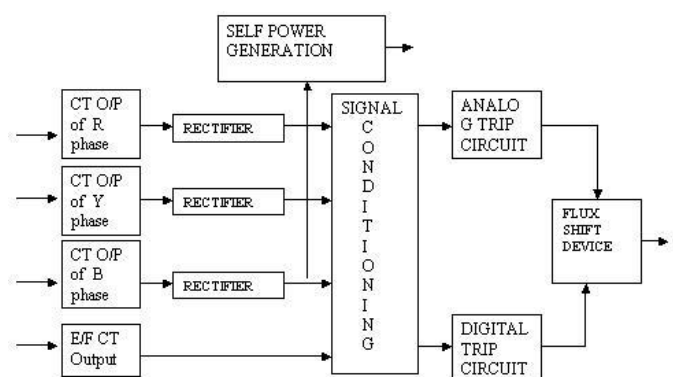 SELF POWER
GENERATION
CT O/P
of R
phase
RECTIFIER
SIGNAL
C
O
N
D
I
T
I
O
N
I
N
G
ANALO
G TRIP
CIRCUIT
CT O/P
of Y
phase
RECTIFIER
FLUX
SHIFT
DEVICE
CT O/P
of B
phase
RECTIFIER
E/F CT
Output
DIGITAL
TRIP
CIRCUIT